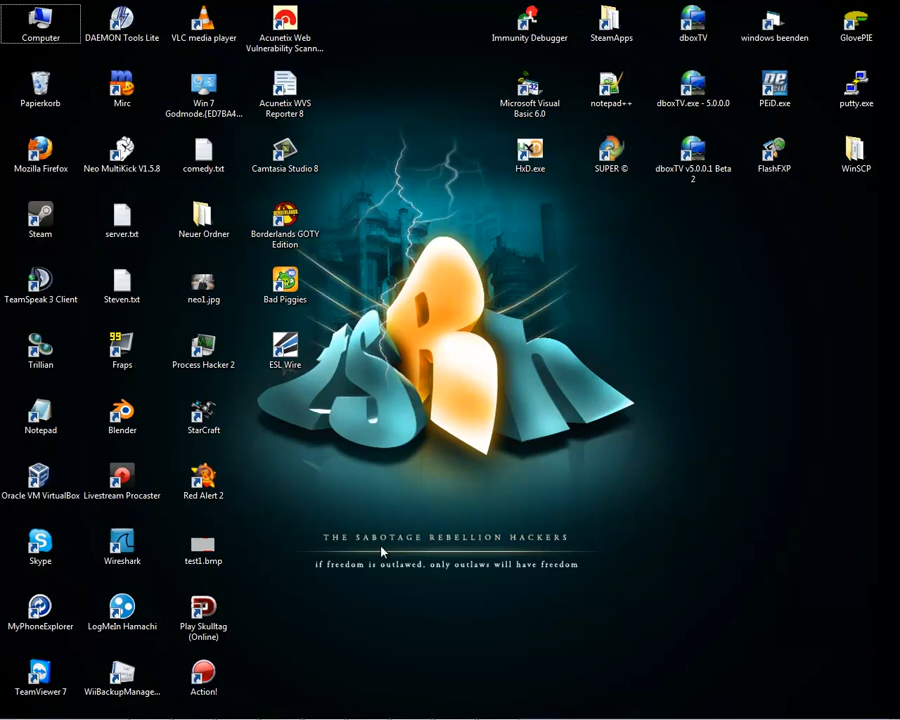 Computer
DAEMON Tools Lite
VLC media player
Acunetix Web
Vulnerability Scann...
Immunity Debugger
SteamApps
dboxTV
windows beenden
GlovePIE
Papierkorb
Mirc
Win 7
Godmode.{ED7BA4...
Acunetix WVS
Reporter 8
Microsoft Visual
Basic 6.0
notepad++
dboxTV.exe - 5.0.0.0
PEiD.exe
putty.exe
Mozilla Firefox
Neo MultiKick V1.5.8
comedy.txt
Camtasia Studio 8
HxD.exe
SUPER ©
dboxTV v5.0.0.1 Beta
2
FlashFXP
WinSCP
Steam
server.txt
Neuer Ordner
Borderlands GOTY
Edition
TeamSpeak 3 Client
Steven.txt
neo1.jpg
Bad Piggies
Trillian
99
Fraps
Process Hacker 2
ESL Wire
tSRh
Notepad
Blender
StarCraft
Oracle VM VirtualBox
Livestream Procaster
Red Alert 2
THE SABOTAGE REBELLION HACKERS
if freedom is outlawed, only outlaws will have freedom
Skype
Wireshark
test1.bmp
MyPhoneExplorer
LogMeIn Hamachi
Play Skulltag
(Online)
TeamViewer 7
WiiBackupManage...
Action!